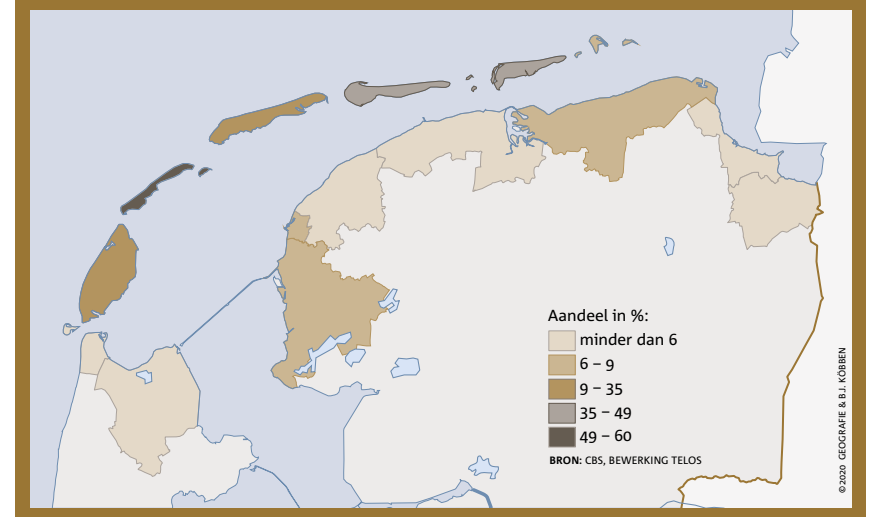 Aandeel in %:
minder dan 6
6 – 9
9 – 35
35 – 49
49 – 60
BRON: CBS, BEWERKING TELOS
© 2020 GEOGRAFIE & B.J. KÖBBEN